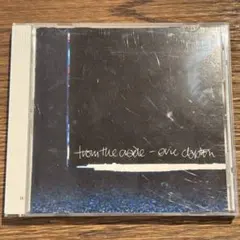 from the cradle - eric clapton